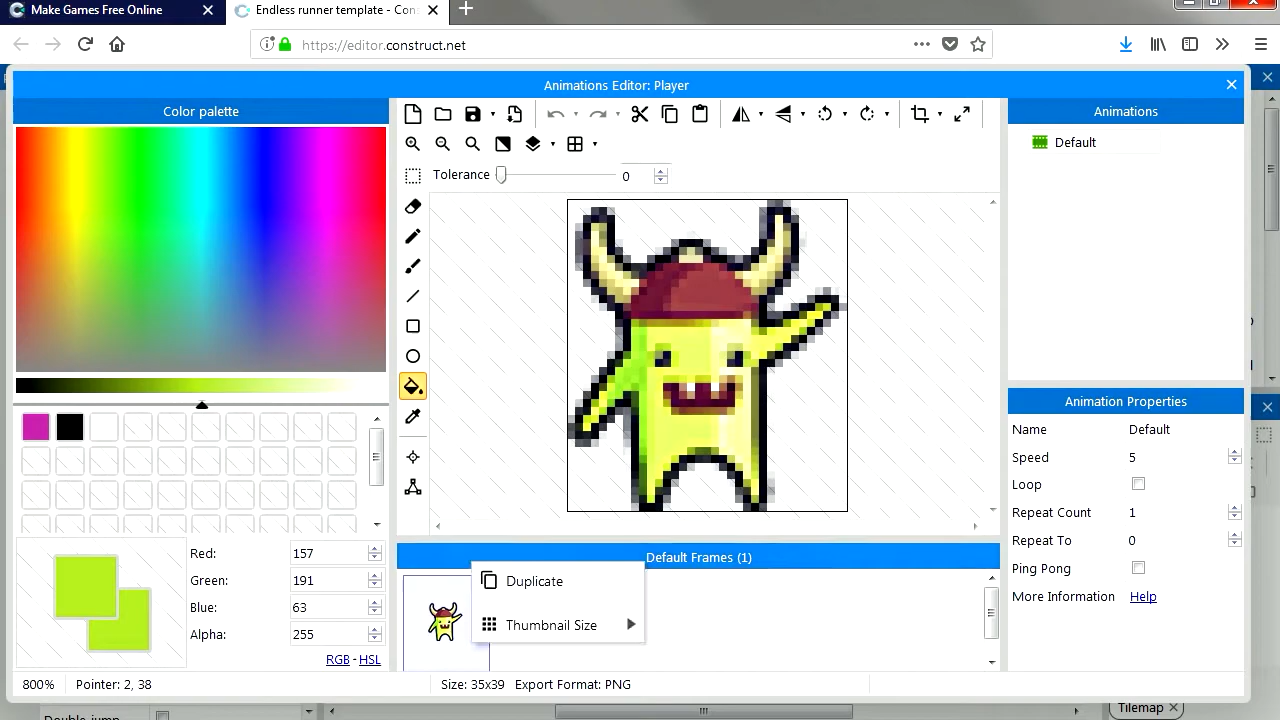 Make Games Free Online
Endless runner template - Cons
https://editor.construct.net
Animations Editor: Player
Color palette
Animations
Default
Tolerance
0
Animation Properties
Name Default
Speed 5
Loop
Repeat Count 1
Repeat To 0
Ping Pong
More Information Help
Red: 157
Green: 191
Blue: 63
Alpha: 255
RGB - HSL
Default Frames (1)
Duplicate
Thumbnail Size
800%
Pointer: 2, 38
Size: 35x39
Export Format: PNG
Double-jump
Tilemap